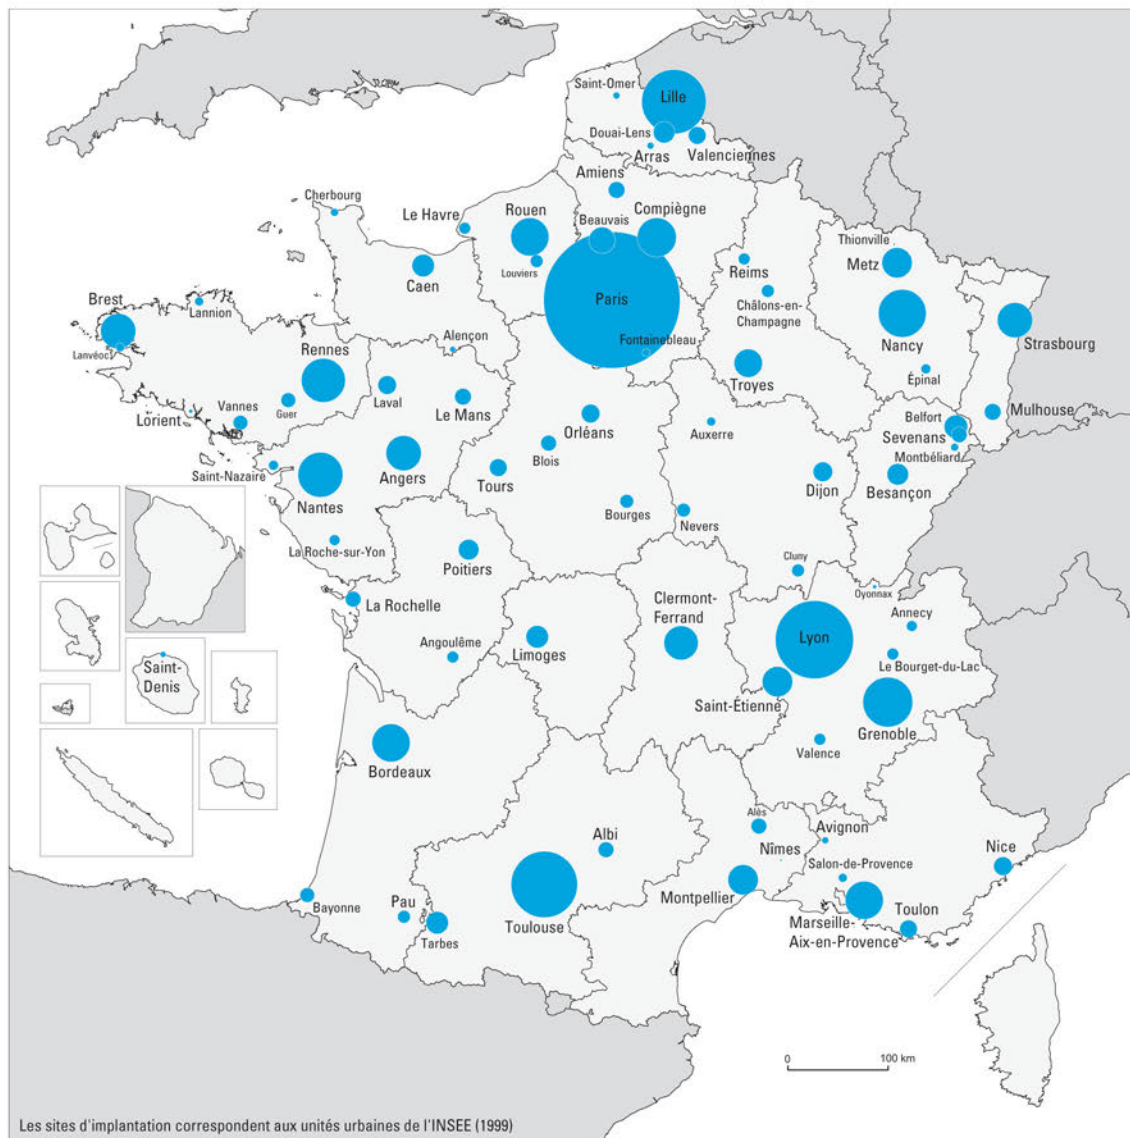 Saint-Omer
Lille
Douai-Lens
Arras
Valenciennes
Amiens
Cherbourg
Le Havre
Rouen
Beauvais
Compiègne
Thionville
Metz
Louviers
Reims
Caen
Châlons-en-
Champagne
Brest
Lannion
Paris
Alençon
Fontainebleau
Nancy
Strasbourg
Lanvéoc
Rennes
Troyes
Épinal
Laval
Le Mans
Guer
Vannes
Lorient
Orléans
Auxerre
Belfort
Mulhouse
Sevenans
Montbéliard
Blois
Saint-Nazaire
Angers
Tours
Dijon
Besançon
Nantes
Bourges
Nevers
La Roche-sur-Yon
Poitiers
Cluny
Oyonnax
La Rochelle
Clermont-
Ferrand
Annecy
Lyon
Angoulême
Limoges
Le Bourget-du-Lac
Saint-
Denis
Saint-Étienne
Grenoble
Valence
Bordeaux
Alès
Avignon
Albi
Nîmes
Nice
Salon-de-Provence
Montpellier
Bayonne
Pau
Toulouse
Toulon
Marseille-
Aix-en-Provence
Tarbes
0
100 km
Les sites d'implantation correspondent aux unités urbaines de l'INSEE (1999)